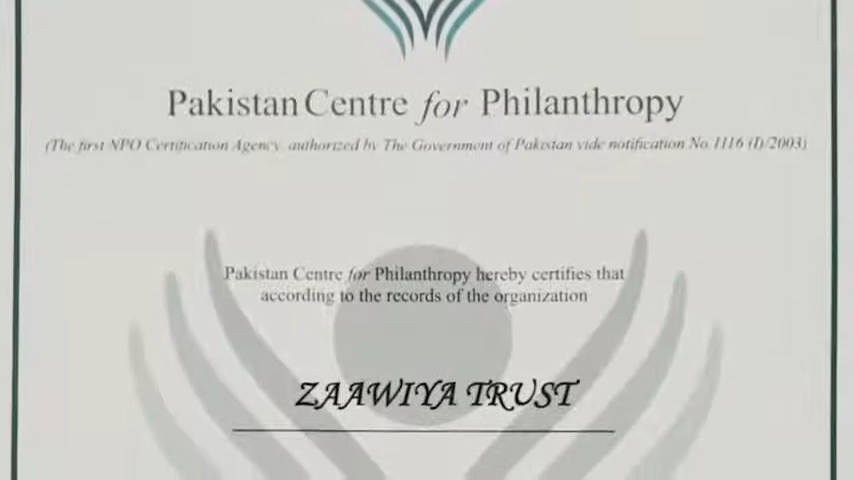 Pakistan Centre for Philanthropy
(The first NPO Certification Agency, authorized by The Government of Pakistan vide notification No.1116 (I)/2003)
Pakistan Centre for Philanthropy hereby certifies that
according to the records of the organization
ZAAWIYA TRUST